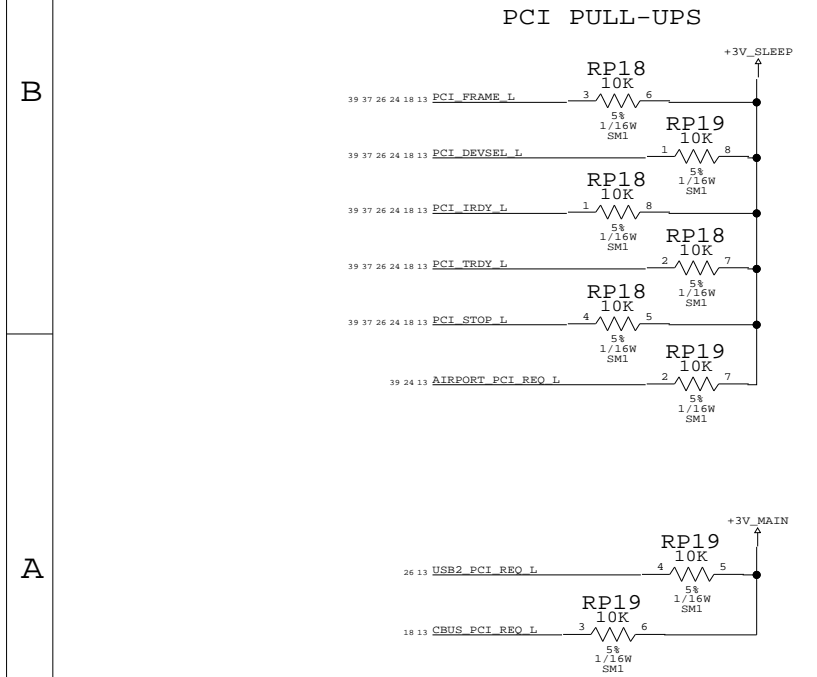 PCI PULL-UPS
+3V_SLEEP
B
RP18
10K
39 37 26 24 18 13 PCI_FRAME_L 3 6
5%
1/16W
SM1
RP19
10K
39 37 26 24 18 13 PCI_DEVSEL_L 1 8
5%
1/16W
SM1
RP18
10K
39 37 26 24 18 13 PCI_IRDY_L 1 8
5%
1/16W
SM1
RP18
10K
39 37 26 24 18 13 PCI_TRDY_L 2 7
5%
1/16W
SM1
RP18
10K
39 37 26 24 18 13 PCI_STOP_L 4 5
5%
1/16W
SM1
RP19
10K
39 24 13 AIRPORT_PCI_REQ_L 2 7
5%
1/16W
SM1
+3V_MAIN
A
RP19
10K
26 13 USB2_PCI_REQ_L 4 5
5%
1/16W
SM1
RP19
10K
18 13 CBUS_PCI_REQ_L 3 6
5%
1/16W
SM1